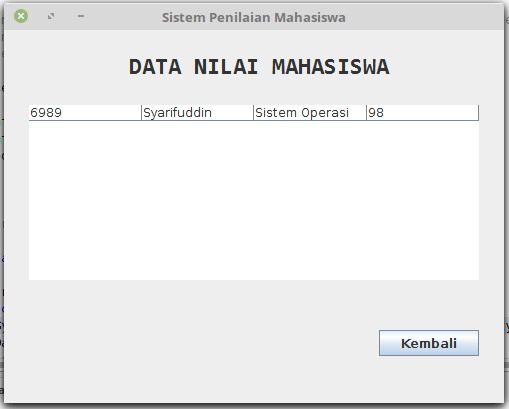 Sistem Penilaian Mahasiswa
DATA NILAI MAHASISWA
6989 Syarifuddin Sistem Operasi 98
Kembali